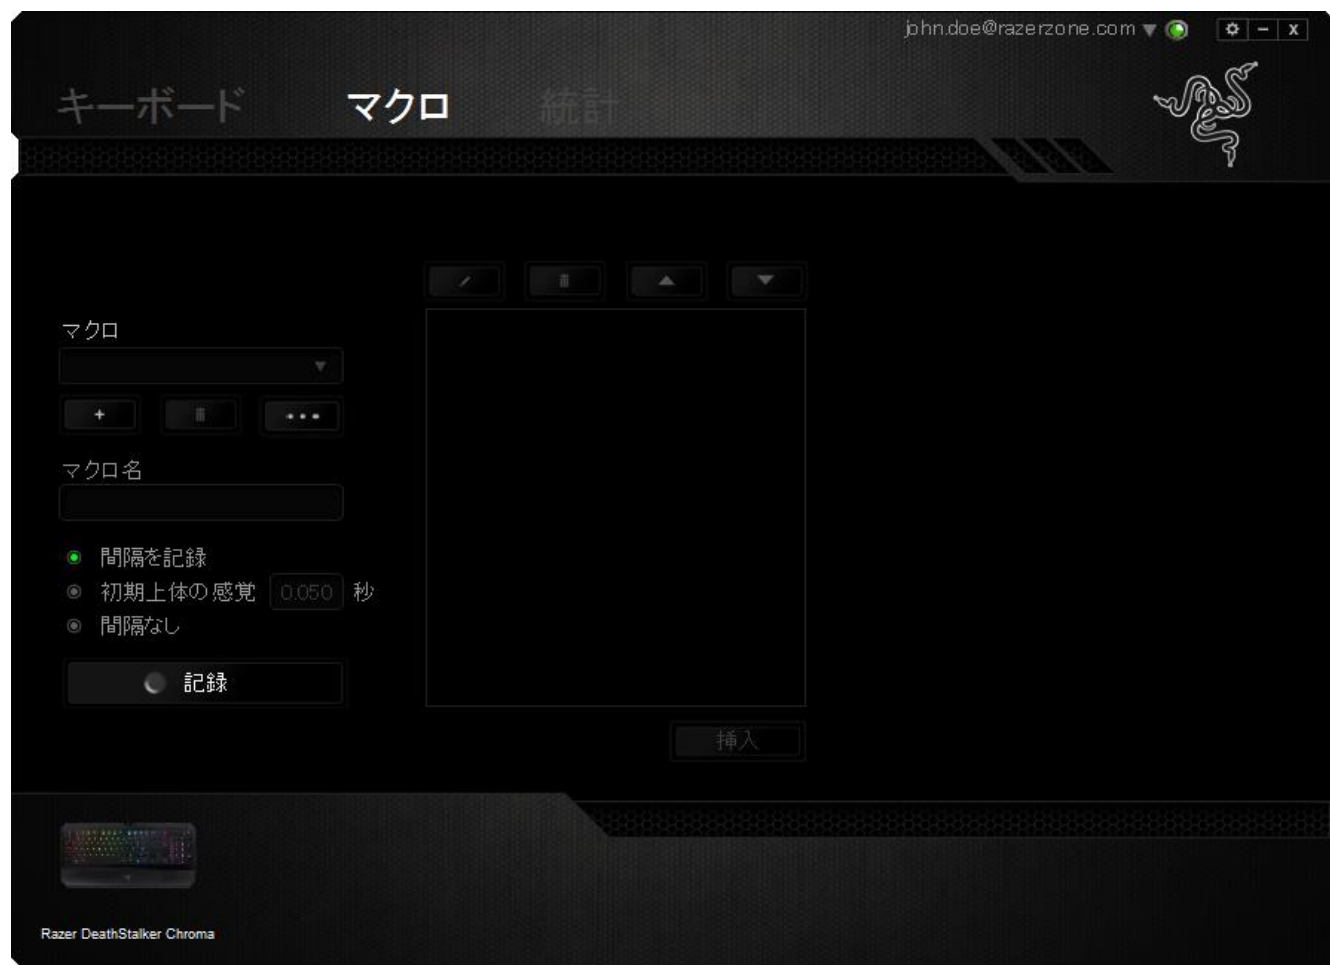 john.doe@razerzone.com
キーボード マクロ 統計
マクロ
マクロ名
間隔を記録
初期上体の感覚 0.050 秒
間隔なし
記録
挿入
Razer DeathStalker Chroma